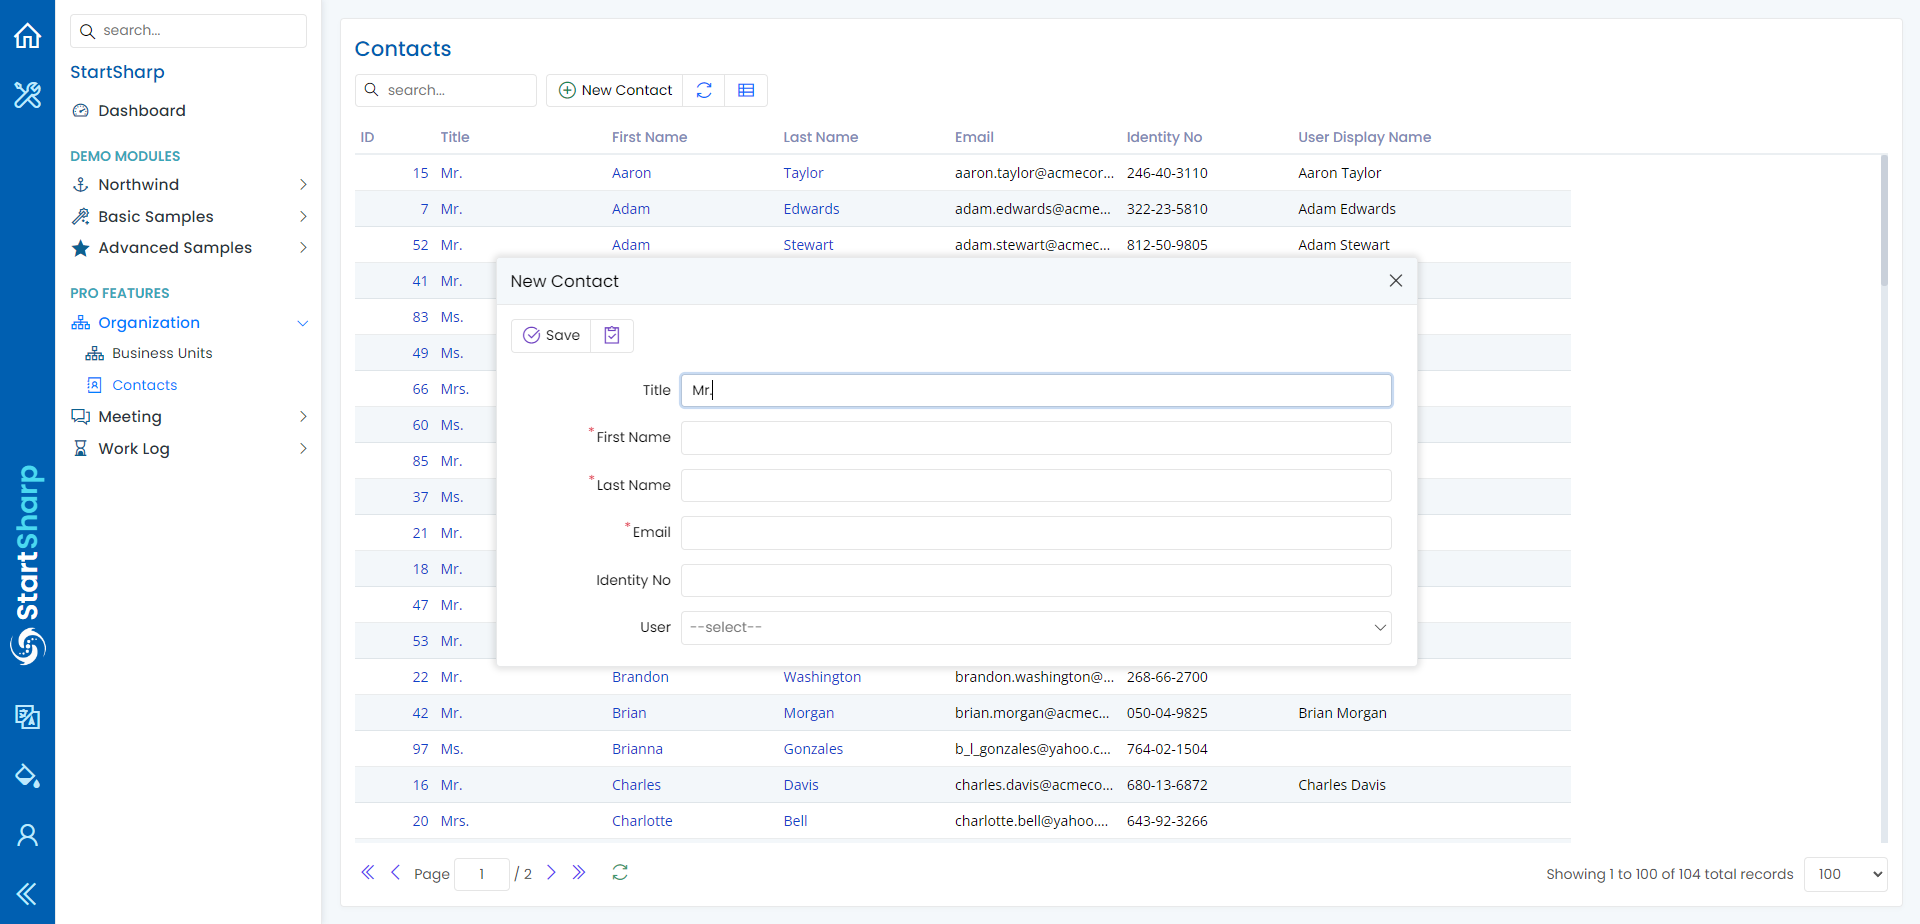 search...
StartSharp
Dashboard
DEMO MODULES
Northwind
Basic Samples
Advanced Samples
PRO FEATURES
Organization
Business Units
Contacts
Meeting
Work Log
StartSharp
Contacts
search...
New Contact
ID Title First Name Last Name Email Identity No User Display Name
15 Mr. Aaron Taylor aaron.taylor@acmecor... 246-40-3110 Aaron Taylor
7 Mr. Adam Edwards adam.edwards@acme... 322-23-5810 Adam Edwards
52 Mr. Adam Stewart adam.stewart@acmec... 812-50-9805 Adam Stewart
41 Mr.
83 Ms.
49 Ms.
66 Mrs.
60 Ms.
85 Mr.
37 Ms.
21 Mr.
18 Mr.
47 Mr.
53 Mr.
22 Mr. Brandon Washington brandon.washington@... 268-66-2700
42 Mr. Brian Morgan brian.morgan@acmec... 050-04-9825 Brian Morgan
97 Ms. Brianna Gonzales b_l_gonzales@yahoo.c... 764-02-1504
16 Mr. Charles Davis charles.davis@acmeco... 680-13-6872 Charles Davis
20 Mrs. Charlotte Bell charlotte.bell@yahoo.... 643-92-3266
New Contact
Save
Title Mr.
*First Name
*Last Name
*Email
Identity No
User --select--
Page 1 / 2
Showing 1 to 100 of 104 total records 100